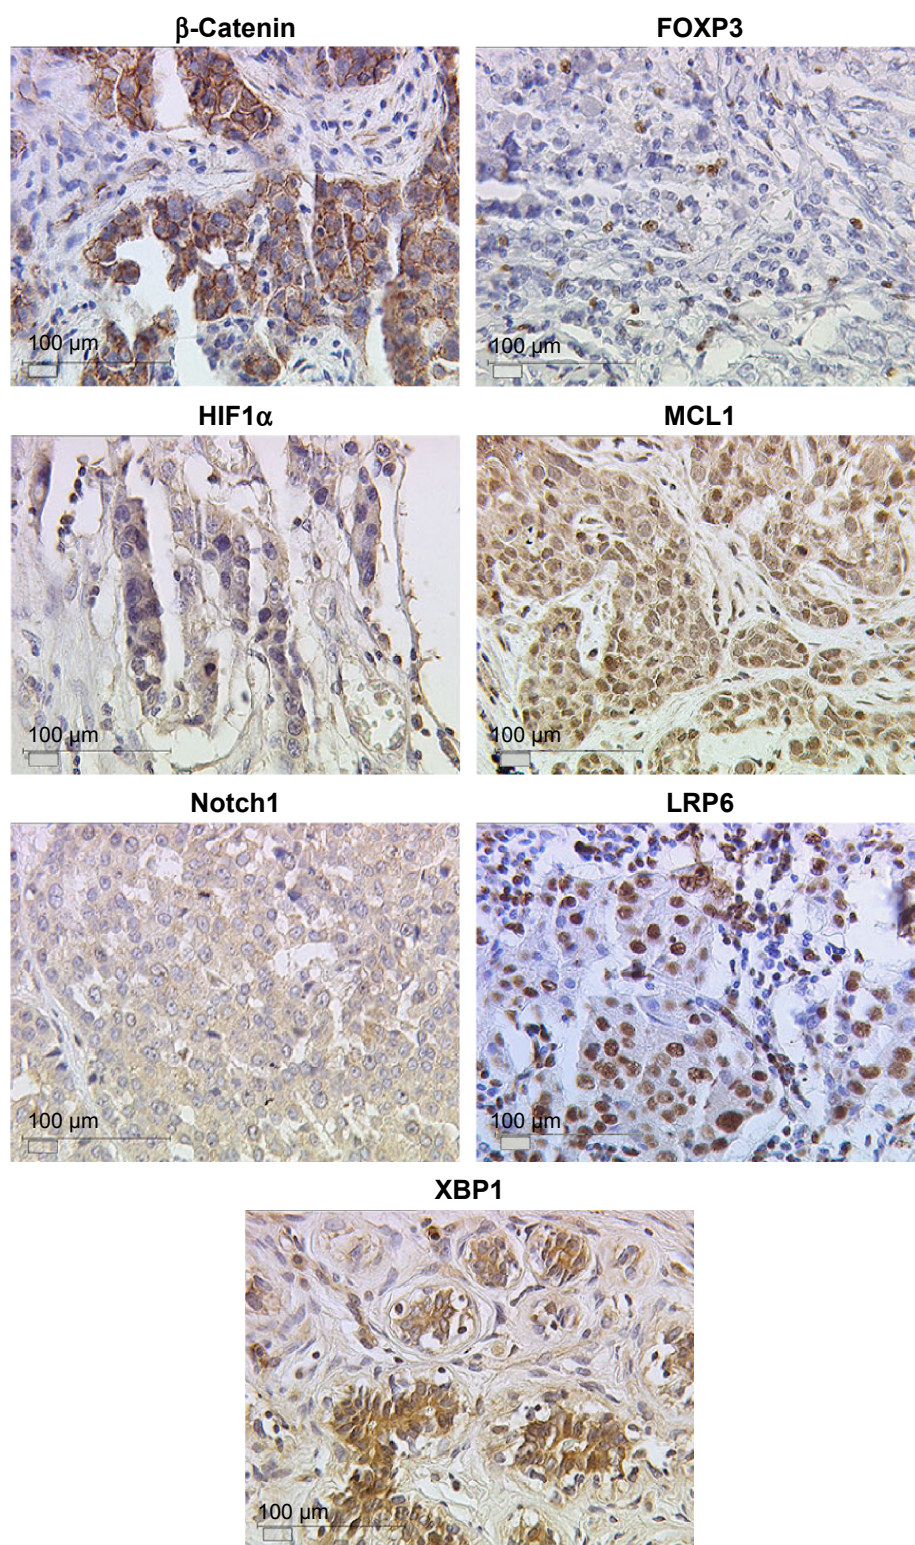 β-Catenin
FOXP3
100 µm
100 µm
HIF1α
MCL1
100 µm
100 µm
Notch1
LRP6
100 µm
100 µm
XBP1
100 µm